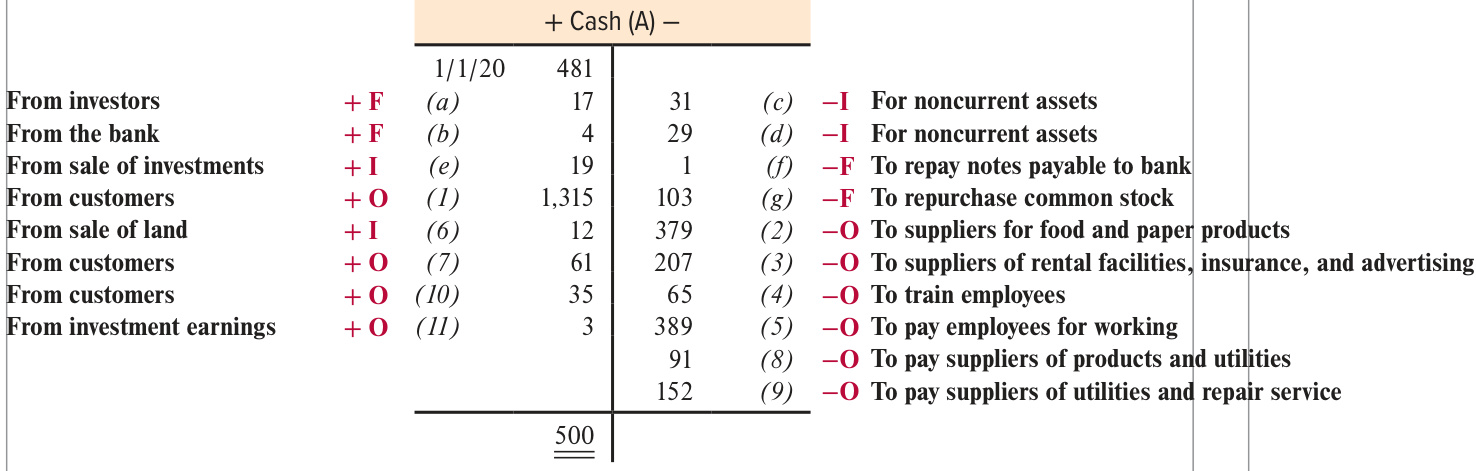 + Cash (A) −
1/1/20 481
From investors + F (a) 17 31 (c) −I For noncurrent assets
From the bank + F (b) 4 29 (d) −I For noncurrent assets
From sale of investments + I (e) 19 1 (f) −F To repay notes payable to bank
From customers + O (1) 1,315 103 (g) −F To repurchase common stock
From sale of land + I (6) 12 379 (2) −O To suppliers for food and paper products
From customers + O (7) 61 207 (3) −O To suppliers of rental facilities, insurance, and advertising
From customers + O (10) 35 65 (4) −O To train employees
From investment earnings + O (11) 3 389 (5) −O To pay employees for working
91 (8) −O To pay suppliers of products and utilities
152 (9) −O To pay suppliers of utilities and repair service
500